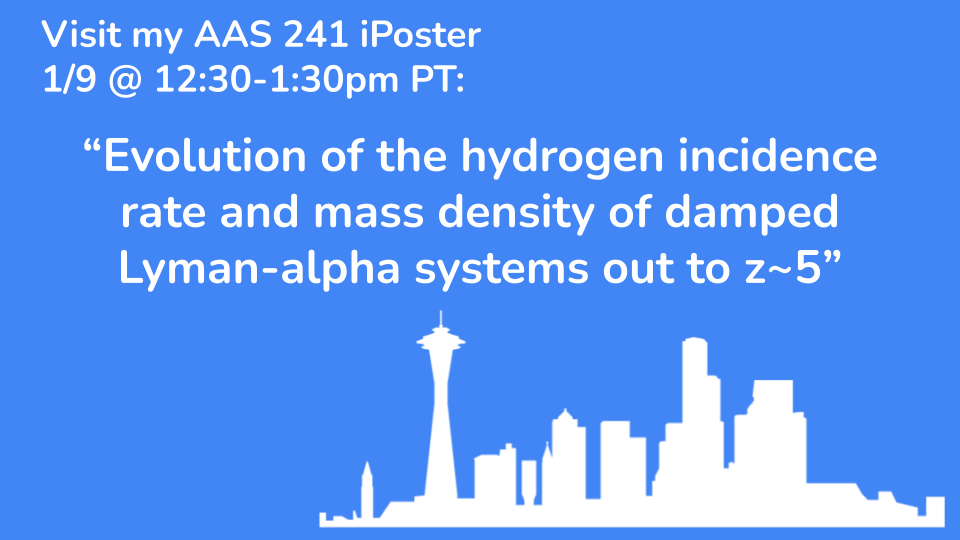 Visit my AAS 241 iPoster
1/9 @ 12:30-1:30pm PT:
“Evolution of the hydrogen incidence
rate and mass density of damped
Lyman-alpha systems out to z~5”